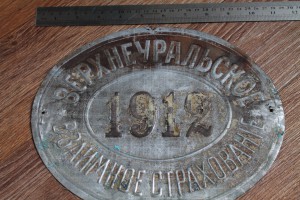 ВЕРХНЕУРАЛЬСКОЕ
1912
ВЗАИМНОЕ СТРАХОВАНІЕ